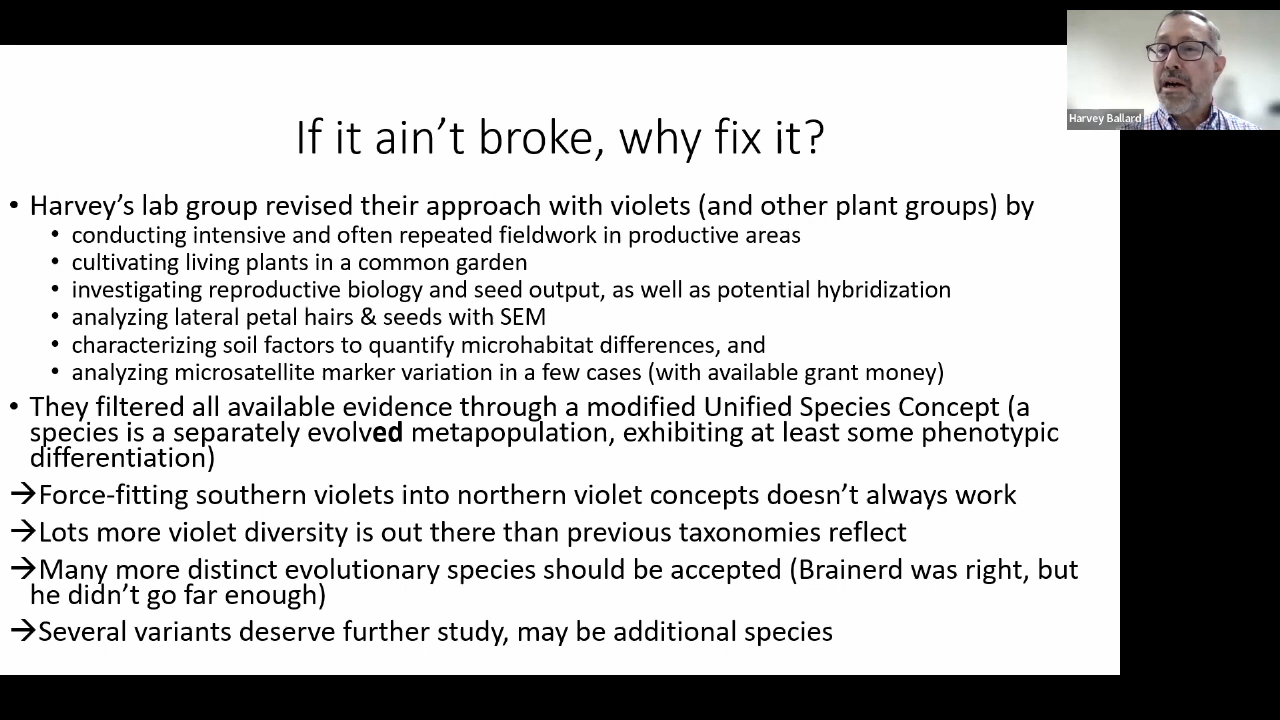 If it ain't broke, why fix it?
• Harvey's lab group revised their approach with violets (and other plant groups) by
• conducting intensive and often repeated fieldwork in productive areas
• cultivating living plants in a common garden
• investigating reproductive biology and seed output, as well as potential hybridization
• analyzing lateral petal hairs & seeds with SEM
• characterizing soil factors to quantify microhabitat differences, and
• analyzing microsatellite marker variation in a few cases (with available grant money)
• They filtered all available evidence through a modified Unified Species Concept (a
species is a separately evolved metapopulation, exhibiting at least some phenotypic
differentiation)
→Force-fitting southern violets into northern violet concepts doesn't always work
→Lots more violet diversity is out there than previous taxonomies reflect
→Many more distinct evolutionary species should be accepted (Brainerd was right, but
he didn't go far enough)
→Several variants deserve further study, may be additional species
Harvey Ballard